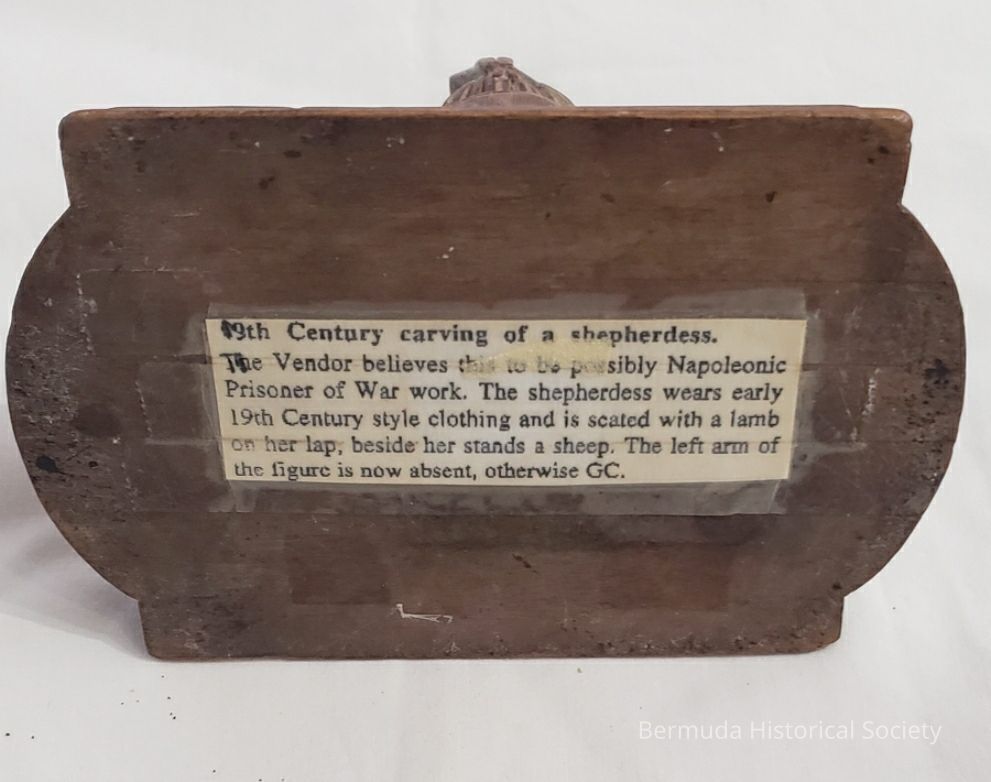 19th Century carving of a shepherdess.
The Vendor believes this to be possibly Napoleonic
Prisoner of War work. The shepherdess wears early
19th Century style clothing and is seated with a lamb
on her lap, beside her stands a sheep. The left arm of
the figure is now absent, otherwise GC.
Bermuda Historical Society